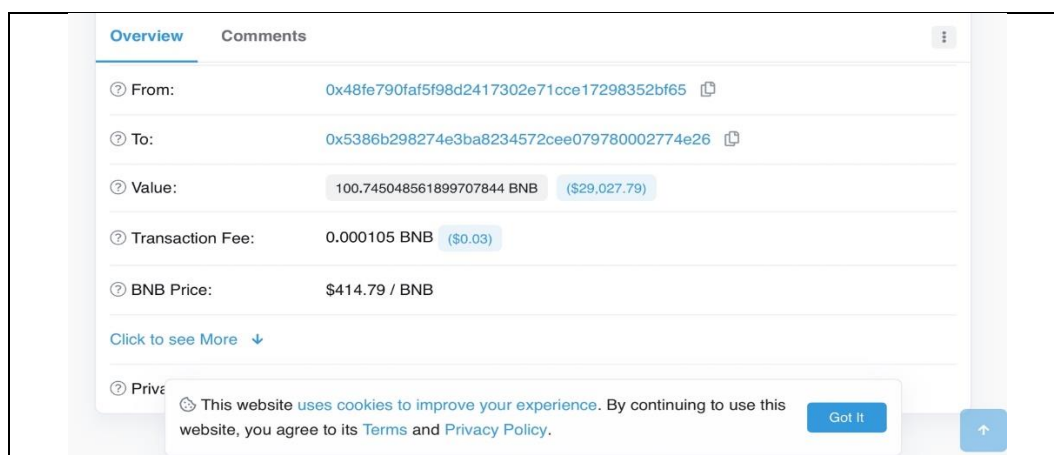 Overview Comments
From: 0x48fe790faf5f98d2417302e71cce17298352bf65
To: 0x5386b298274e3ba8234572cee079780002774e26
Value: 100.745048561899707844 BNB ($29,027.79)
Transaction Fee: 0.000105 BNB ($0.03)
BNB Price: $414.79 / BNB
Click to see More
Priva
This website uses cookies to improve your experience. By continuing to use this
website, you agree to its Terms and Privacy Policy.
Got It